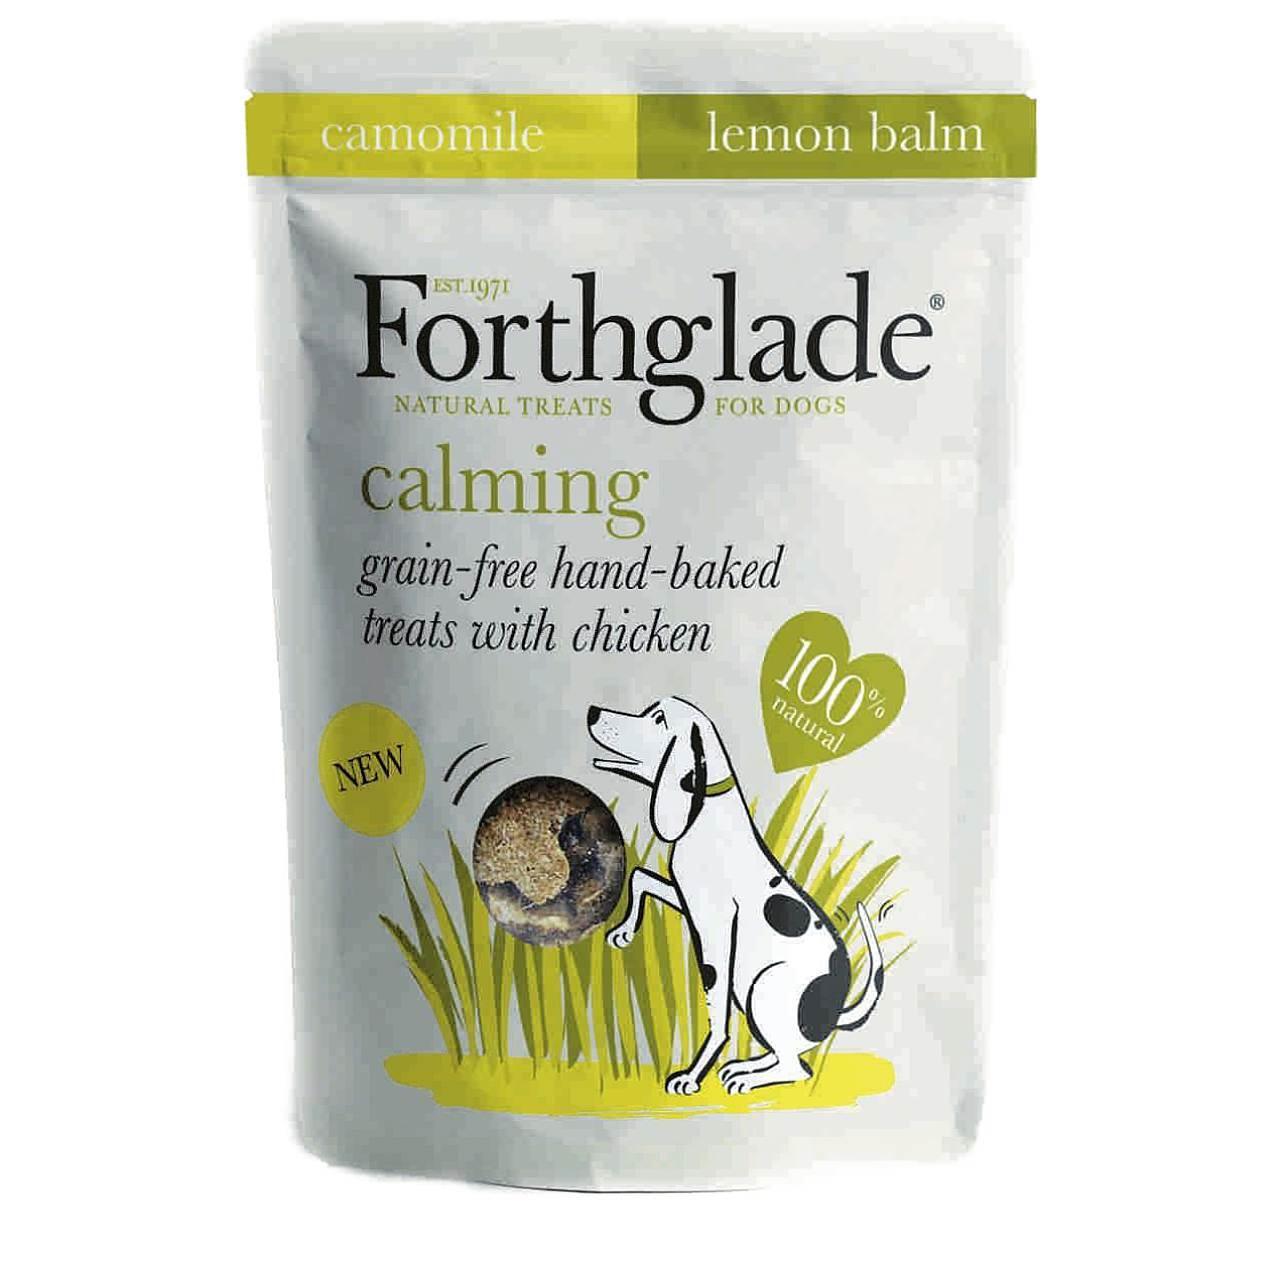 camomile lemon balm
EST. 1971
Forthglade®
NATURAL TREATS FOR DOGS
calming
grain-free hand-baked
treats with chicken
100%
natural
NEW